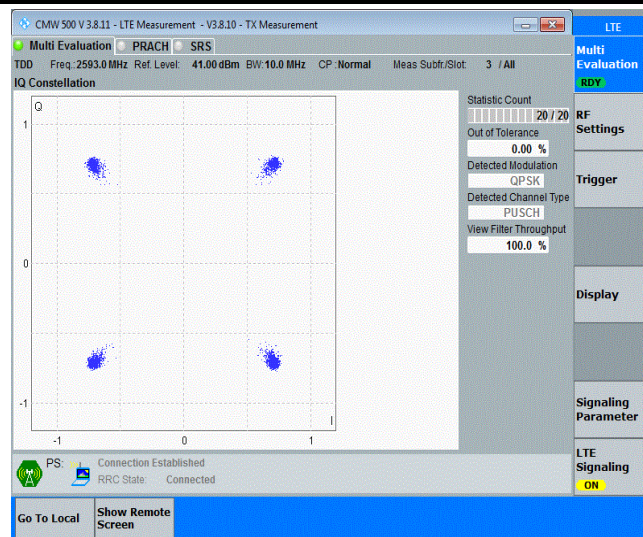 CMW 500 V 3.8.11 - LTE Measurement - V3.8.10 - TX Measurement
LTE
Multi Evaluation PRACH SRS
TDD Freq.:2593.0 MHz Ref. Level: 41.00 dBm BW:10.0 MHz CP :Normal Meas Subfr./Slot: 3 / All
IQ Constellation
Q
1
0
-1
-1 0 1
I
Statistic Count
20 / 20
Out of Tolerance
0.00 %
Detected Modulation
QPSK
Detected Channel Type
PUSCH
View Filter Throughput
100.0 %
Multi
Evaluation
RDY
RF
Settings
Trigger
Display
Signaling
Parameter
LTE
Signaling
ON
PS: Connection Established
RRC State: Connected
Go To Local
Show Remote
Screen